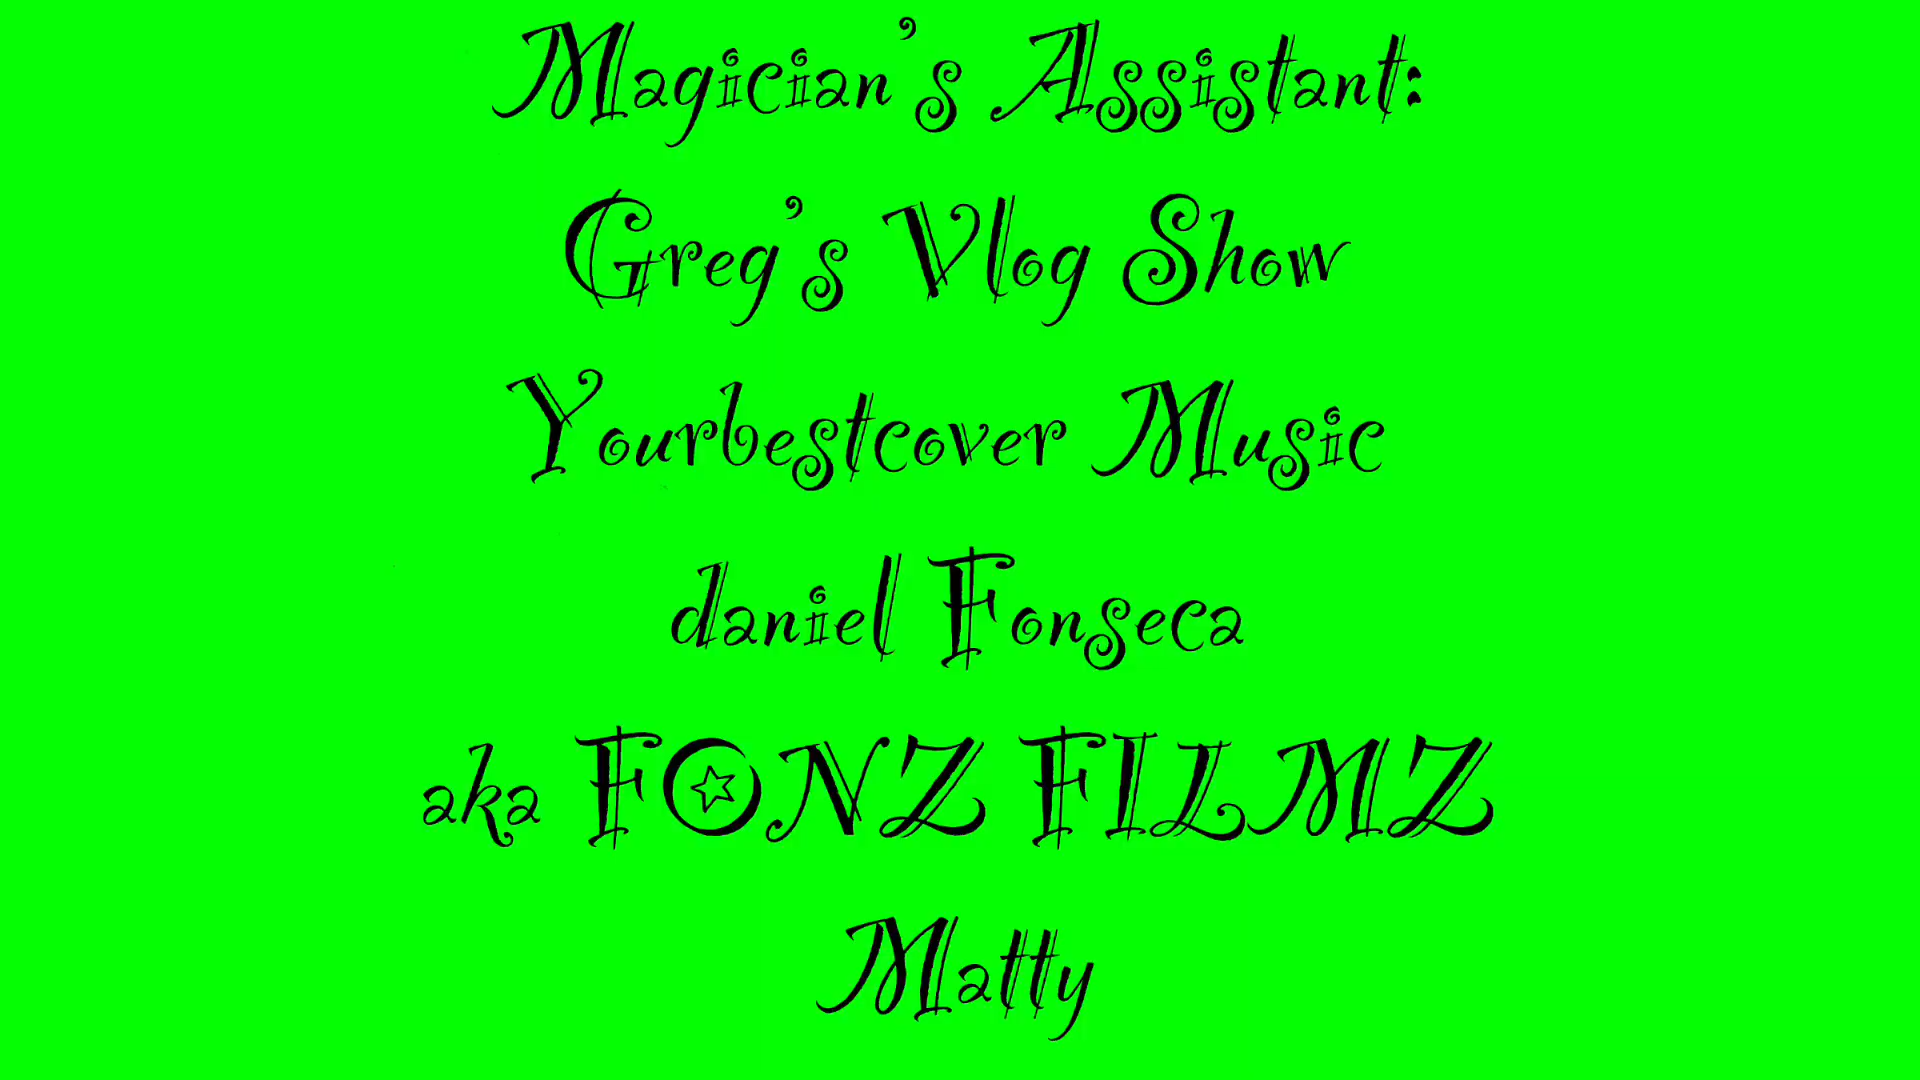 Magician's Assistant:
Greg's Vlog Show
Yourbestcover Music
daniel Fonseca
aka FONZ FILMZ
Matty